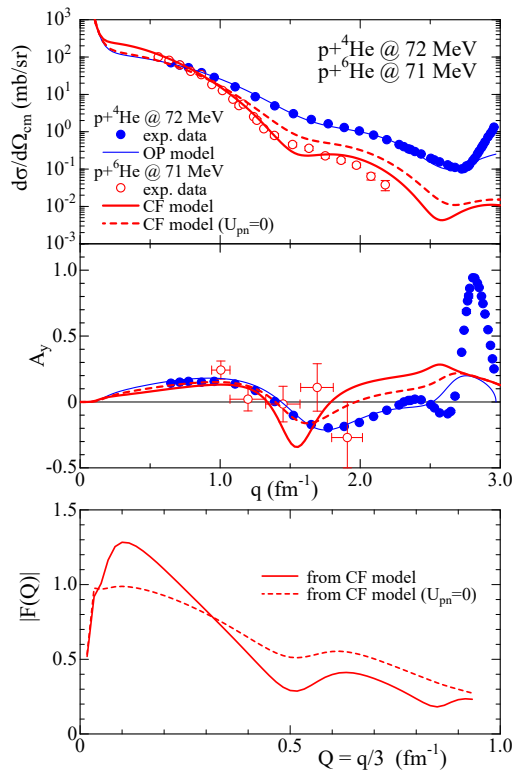 p+⁴He @ 72 MeV
p+⁶He @ 71 MeV
dσ/dΩcm (mb/sr)
10³
10²
10¹
10⁰
10⁻¹
10⁻²
10⁻³
p+⁴He @ 72 MeV
exp. data
OP model
p+⁶He @ 71 MeV
exp. data
CF model
CF model (Upn=0)
Ay
1.0
0.5
0
-0.5
0
1.0
2.0
3.0
q (fm⁻¹)
|F(Q)|
1.5
1.0
0.5
0.0
from CF model
from CF model (Upn=0)
0.0
0.5
1.0
Q = q/3 (fm⁻¹)